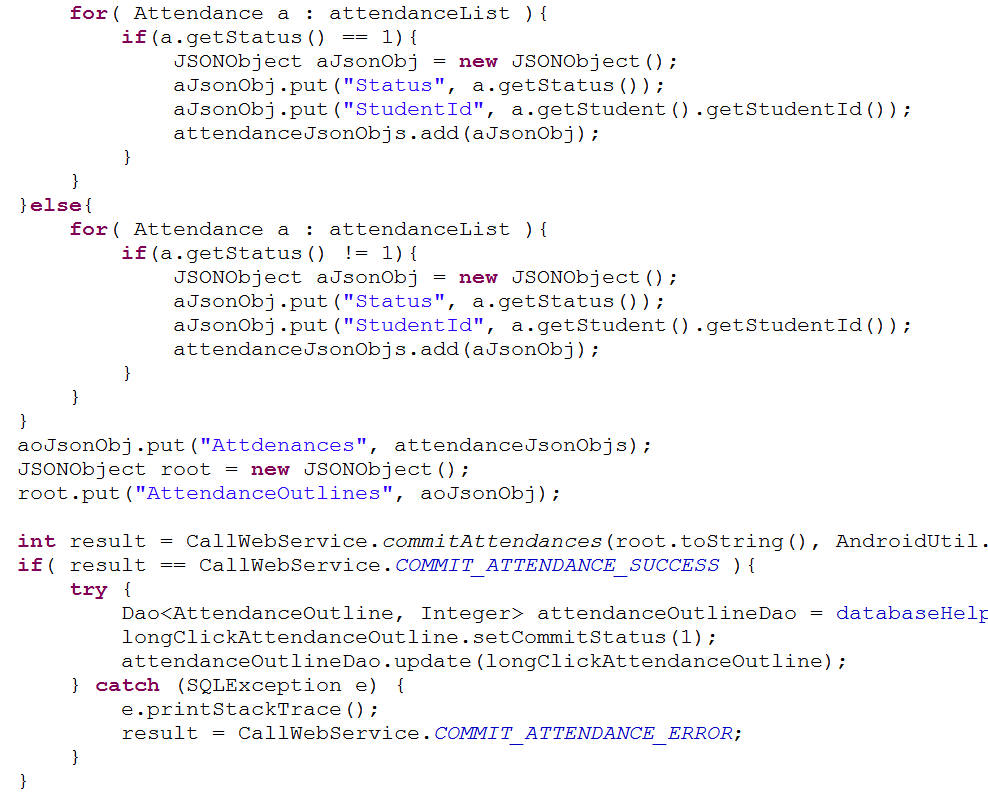 for( Attendance a : attendanceList ){
if(a.getStatus() == 1){
JSONObject aJsonObj = new JSONObject();
aJsonObj.put("Status", a.getStatus());
aJsonObj.put("StudentId", a.getStudent().getStudentId());
attendanceJsonObjs.add(aJsonObj);
}
}
}else{
for( Attendance a : attendanceList ){
if(a.getStatus() != 1){
JSONObject aJsonObj = new JSONObject();
aJsonObj.put("Status", a.getStatus());
aJsonObj.put("StudentId", a.getStudent().getStudentId());
attendanceJsonObjs.add(aJsonObj);
}
}
}
aoJsonObj.put("Attdenances", attendanceJsonObjs);
JSONObject root = new JSONObject();
root.put("AttendanceOutlines", aoJsonObj);
int result = CallWebService.commitAttendances(root.toString(), AndroidUtil.
if( result == CallWebService.COMMIT_ATTENDANCE_SUCCESS ){
try {
Dao<AttendanceOutline, Integer> attendanceOutlineDao = databaseHelp
longClickAttendanceOutline.setCommitStatus(1);
attendanceOutlineDao.update(longClickAttendanceOutline);
} catch (SQLException e) {
e.printStackTrace();
result = CallWebService.COMMIT_ATTENDANCE_ERROR;
}
}